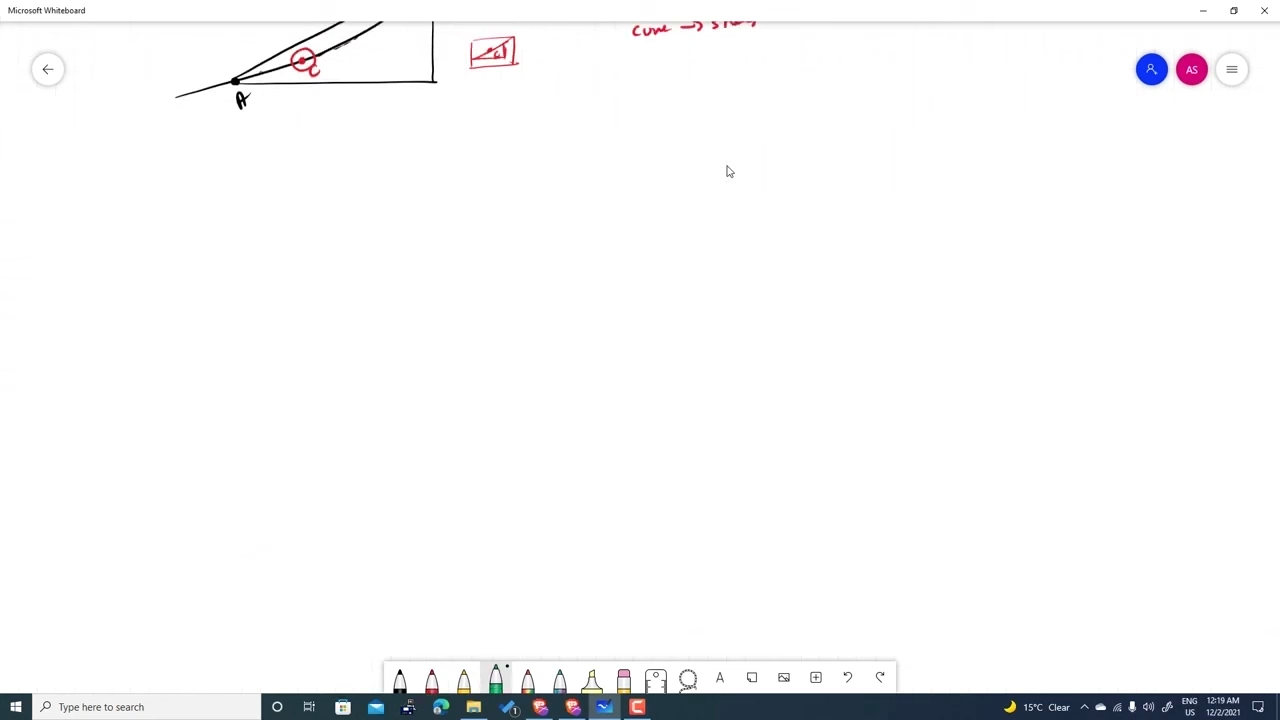 Microsoft Whiteboard
C
A
AS
A
Type here to search
15°C Clear
ENG
US
12:19 AM
12/2/2021